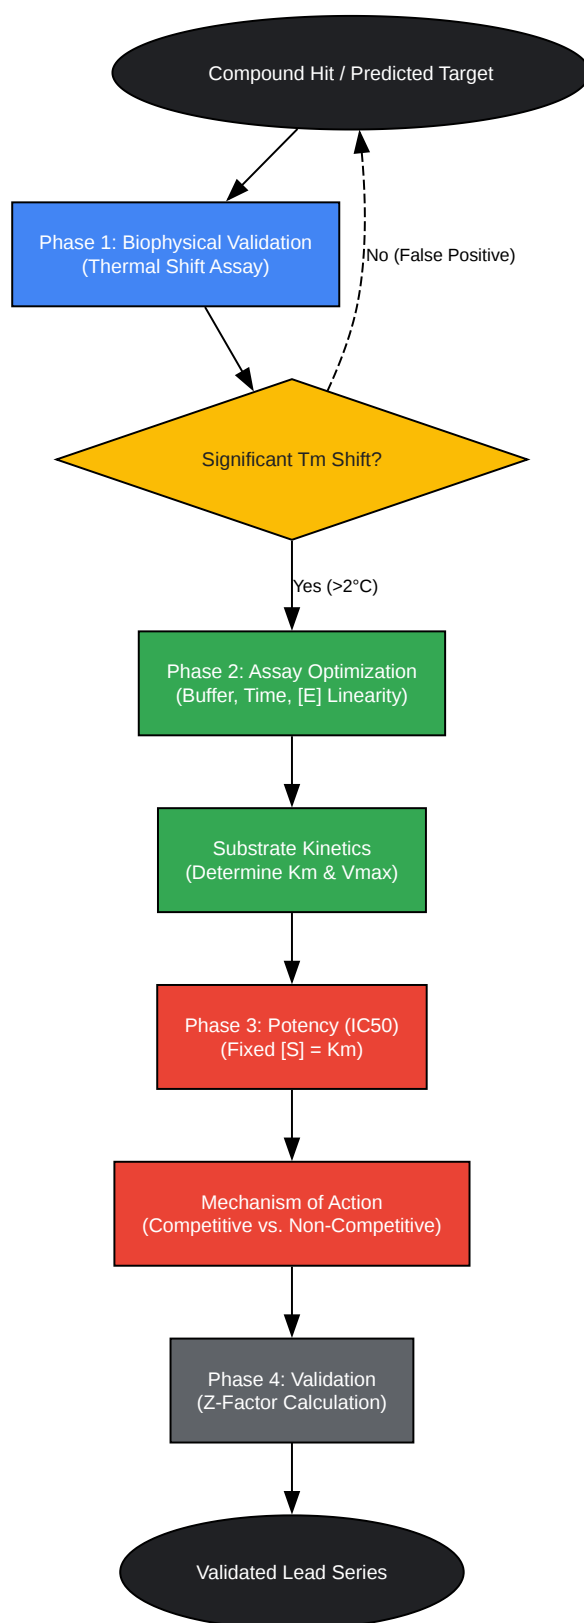 Compound Hit / Predicted Target
Phase 1: Biophysical Validation
(Thermal Shift Assay)
No (False Positive)
Significant Tm Shift?
Yes (>2°C)
Phase 2: Assay Optimization
(Buffer, Time, [E] Linearity)
Substrate Kinetics
(Determine Km & Vmax)
Phase 3: Potency (IC50)
(Fixed [S] = Km)
Mechanism of Action
(Competitive vs. Non-Competitive)
Phase 4: Validation
(Z-Factor Calculation)
Validated Lead Series